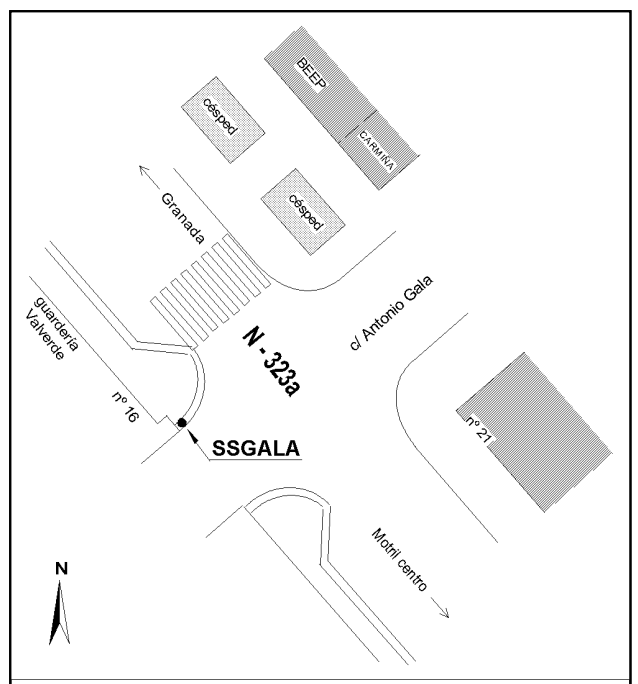 BEEP
CARMIÑA
césped
césped
Granada
guardería
Valverde
nº 16
N - 323a
c/ Antonio Gala
SSGALA
nº 21
Motril centro
N